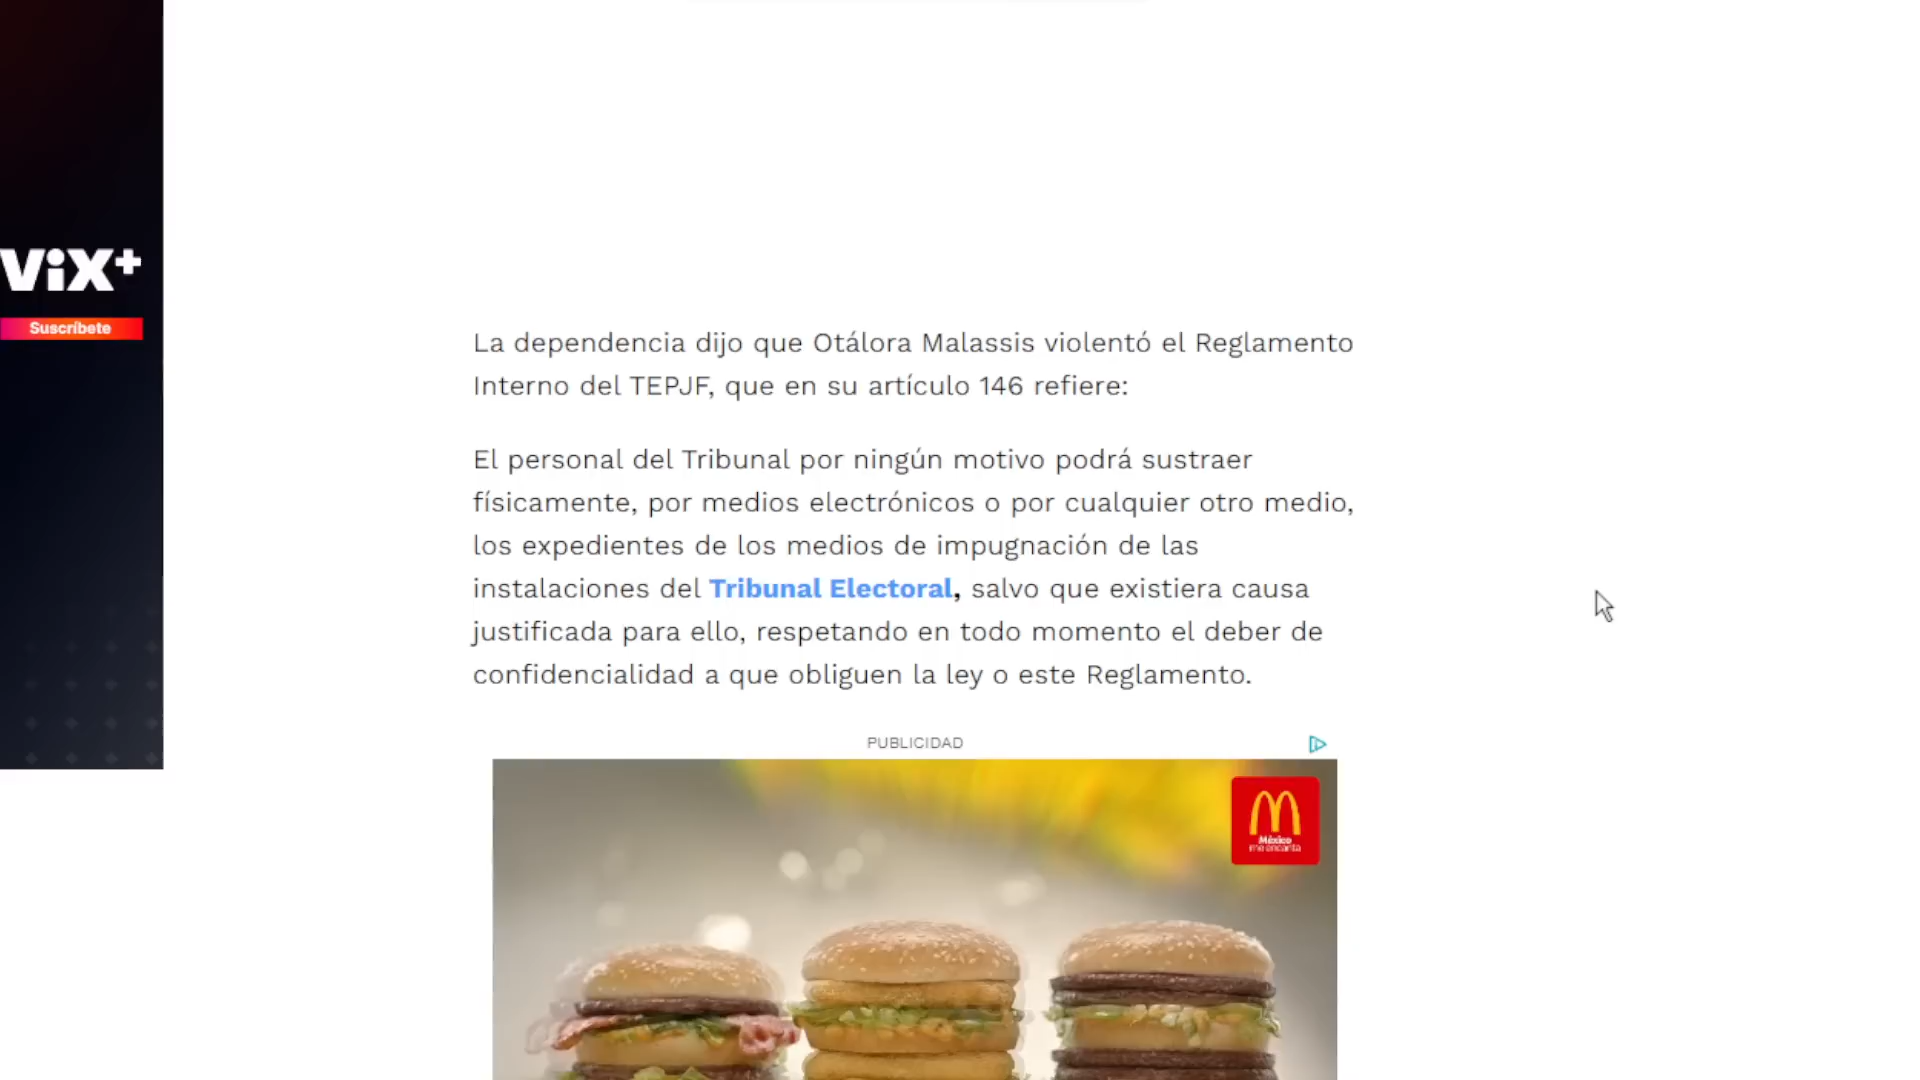 ViX+
Suscríbete
La dependencia dijo que Otálora Malassis violentó el Reglamento
Interno del TEPJF, que en su artículo 146 refiere:
El personal del Tribunal por ningún motivo podrá sustraer
físicamente, por medios electrónicos o por cualquier otro medio,
los expedientes de los medios de impugnación de las
instalaciones del Tribunal Electoral, salvo que existiera causa
justificada para ello, respetando en todo momento el deber de
confidencialidad a que obliguen la ley o este Reglamento.
PUBLICIDAD
México
me encanta